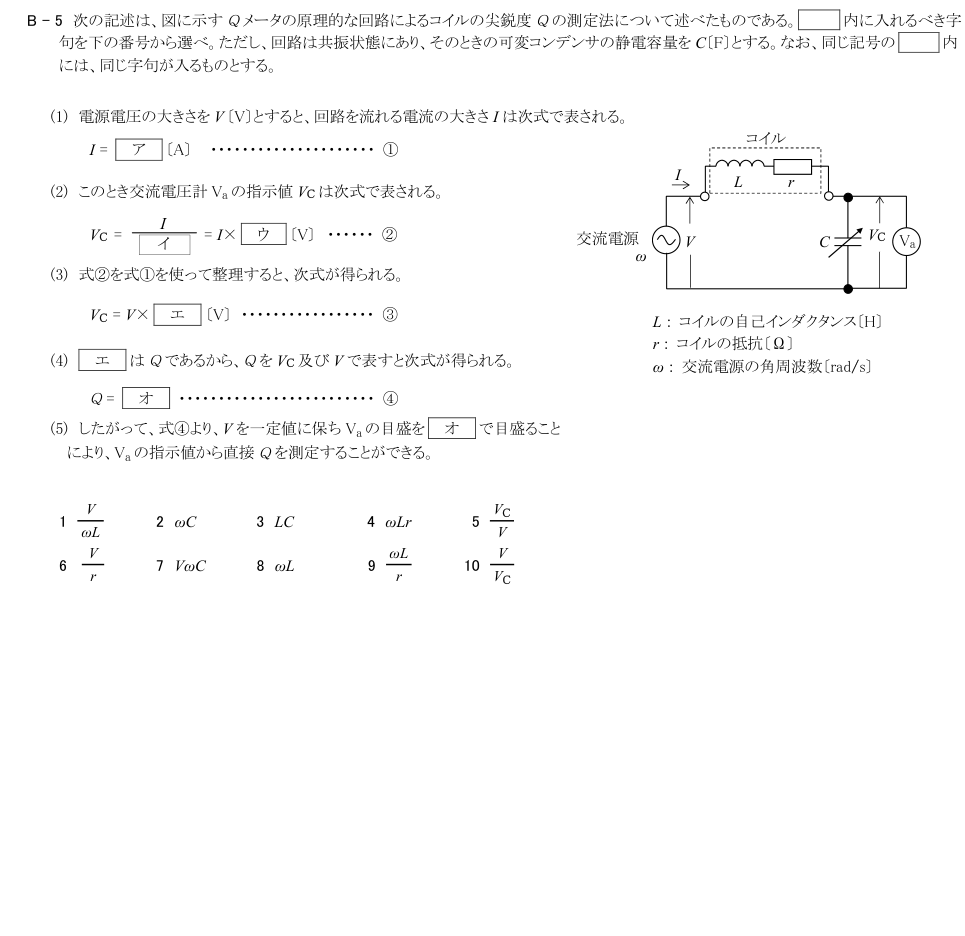 B－5 次の記述は、図に示す Qメータの原理的な回路によるコイルの尖鋭度 Q の測定法について述べたものである。 内に入れるべき字
句を下の番号から選べ。ただし、回路は共振状態にあり、そのときの可変コンデンサの静電容量を C〔F〕とする。なお、同じ記号の 内
には、同じ字句が入るものとする。
(1) 電源電圧の大きさを V〔V〕とすると、回路を流れる電流の大きさ I は次式で表される。
I = ア 〔A〕 ····················· ①
(2) このとき交流電圧計 Vaの指示値 VCは次式で表される。
VC = I / イ = I× ウ 〔V〕 ······ ②
(3) 式②を式①を使って整理すると、次式が得られる。
VC = V× エ 〔V〕 ················· ③
(4) エ は Q であるから、Q を VC 及び V で表すと次式が得られる。
Q = オ ························· ④
(5) したがって、式④より、Vを一定値に保ち Vaの目盛を オ で目盛ること
により、Vaの指示値から直接 Qを測定することができる。
コイル
I
L
r
交流電源
ω
V
C
VC
Va
L : コイルの自己インダクタンス〔H〕
r : コイルの抵抗〔Ω〕
ω : 交流電源の角周波数〔rad/s〕
1 V/ωL 2 ωC 3 LC 4 ωLr 5 VC/V
6 V/r 7 VωC 8 ωL 9 ωL/r 10 V/VC